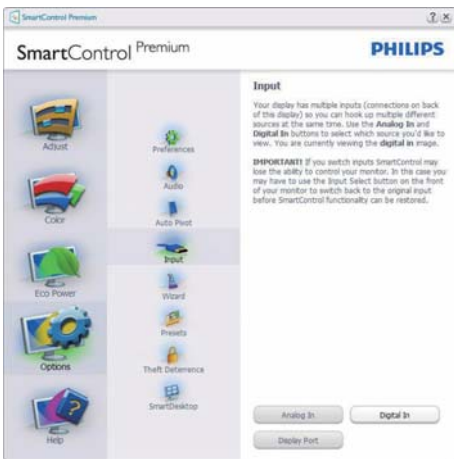 SmartControl Premium
SmartControl Premium
PHILIPS
Adjust
Color
Eco Power
Options
Help
Preferences
Audio
Auto Pivot
Input
Wizard
Presets
Theft Deterrence
SmartDesktop
Input
Your display has multiple inputs (connections on back
of this display) so you can hook up multiple different
sources at the same time. Use the Analog In and
Digital In buttons to select which source you'd like to
view. You are currently viewing the digital in image.
IMPORTANT! If you switch inputs SmartControl may
lose the ability to control your monitor. In this case you
may have to use the Input Select button on the front
of your monitor to switch back to the original input
before SmartControl functionality can be restored.
Analog In
Digital In
Display Port